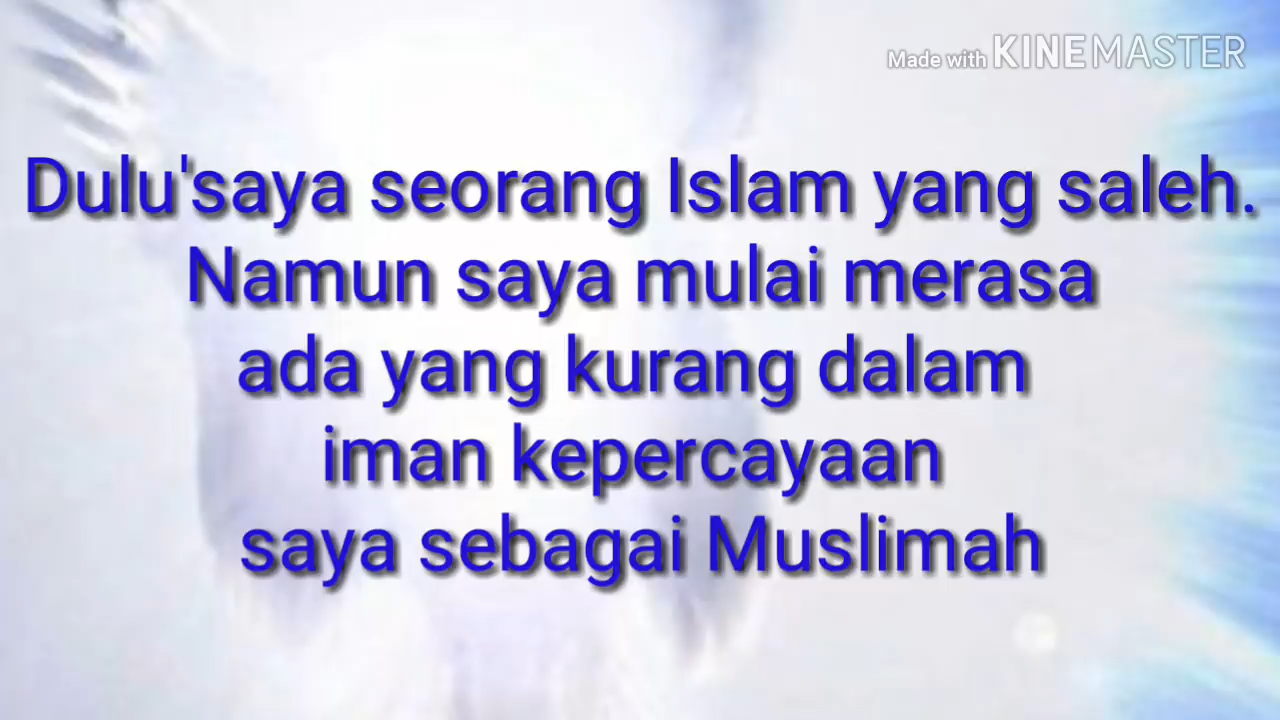 Made with KINEMASTER
Dulu'saya seorang Islam yang saleh.
Namun saya mulai merasa
ada yang kurang dalam
iman kepercayaan
saya sebagai Muslimah